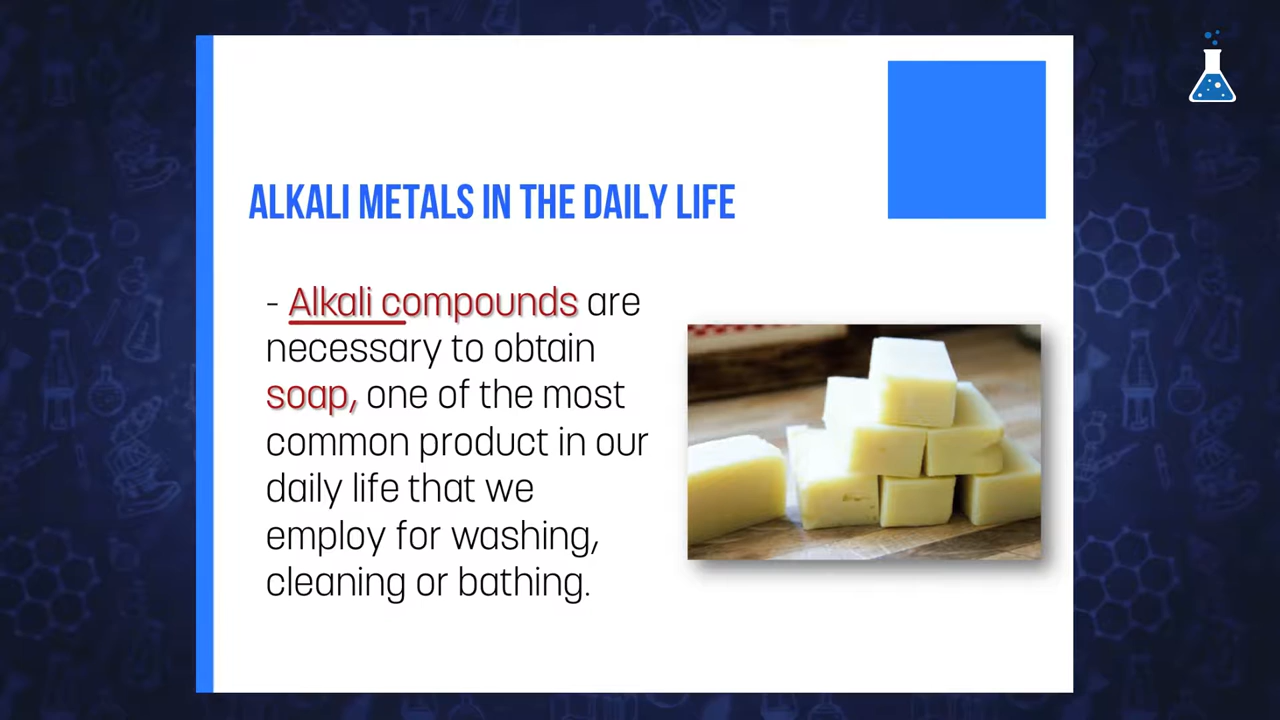 ALKALI METALS IN THE DAILY LIFE
- Alkali compounds are
necessary to obtain
soap, one of the most
common product in our
daily life that we
employ for washing,
cleaning or bathing.